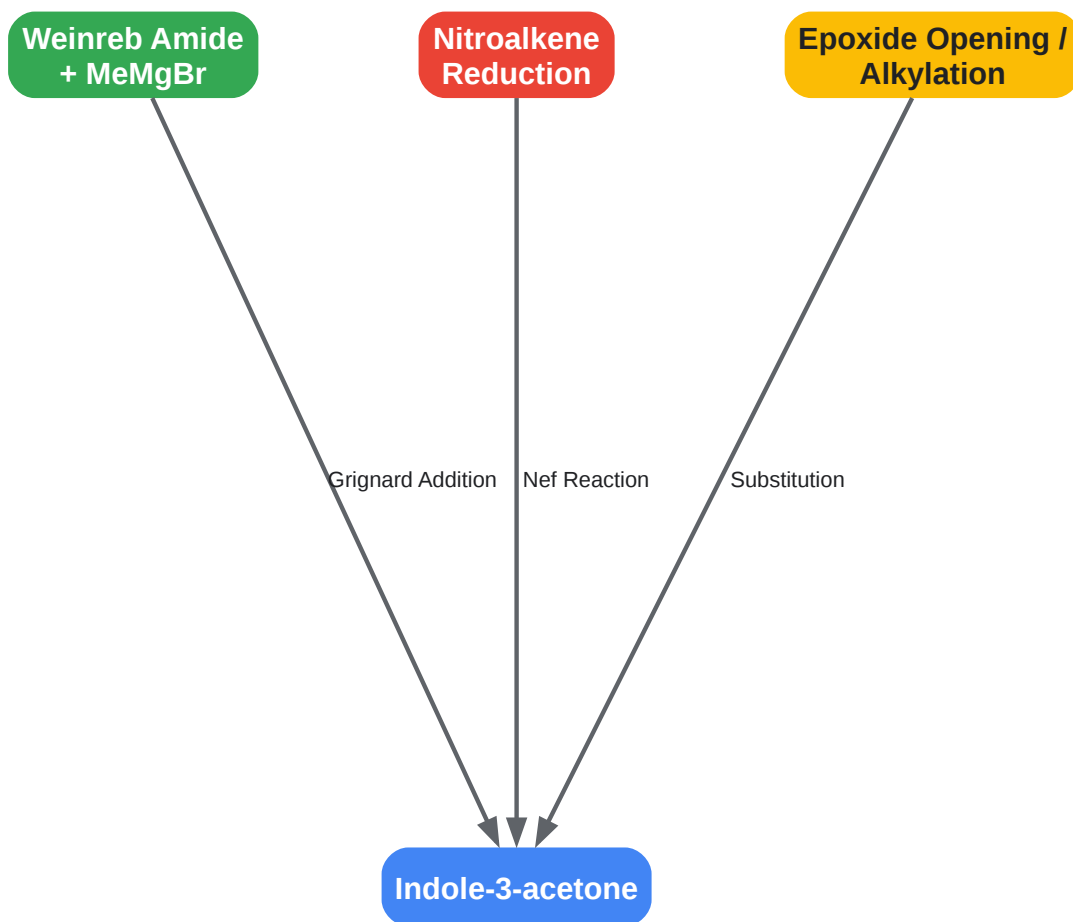 Weinreb Amide
+ MeMgBr
Nitroalkene
Reduction
Epoxide Opening /
Alkylation
Grignard Addition
Nef Reaction
Substitution
Indole-3-acetone